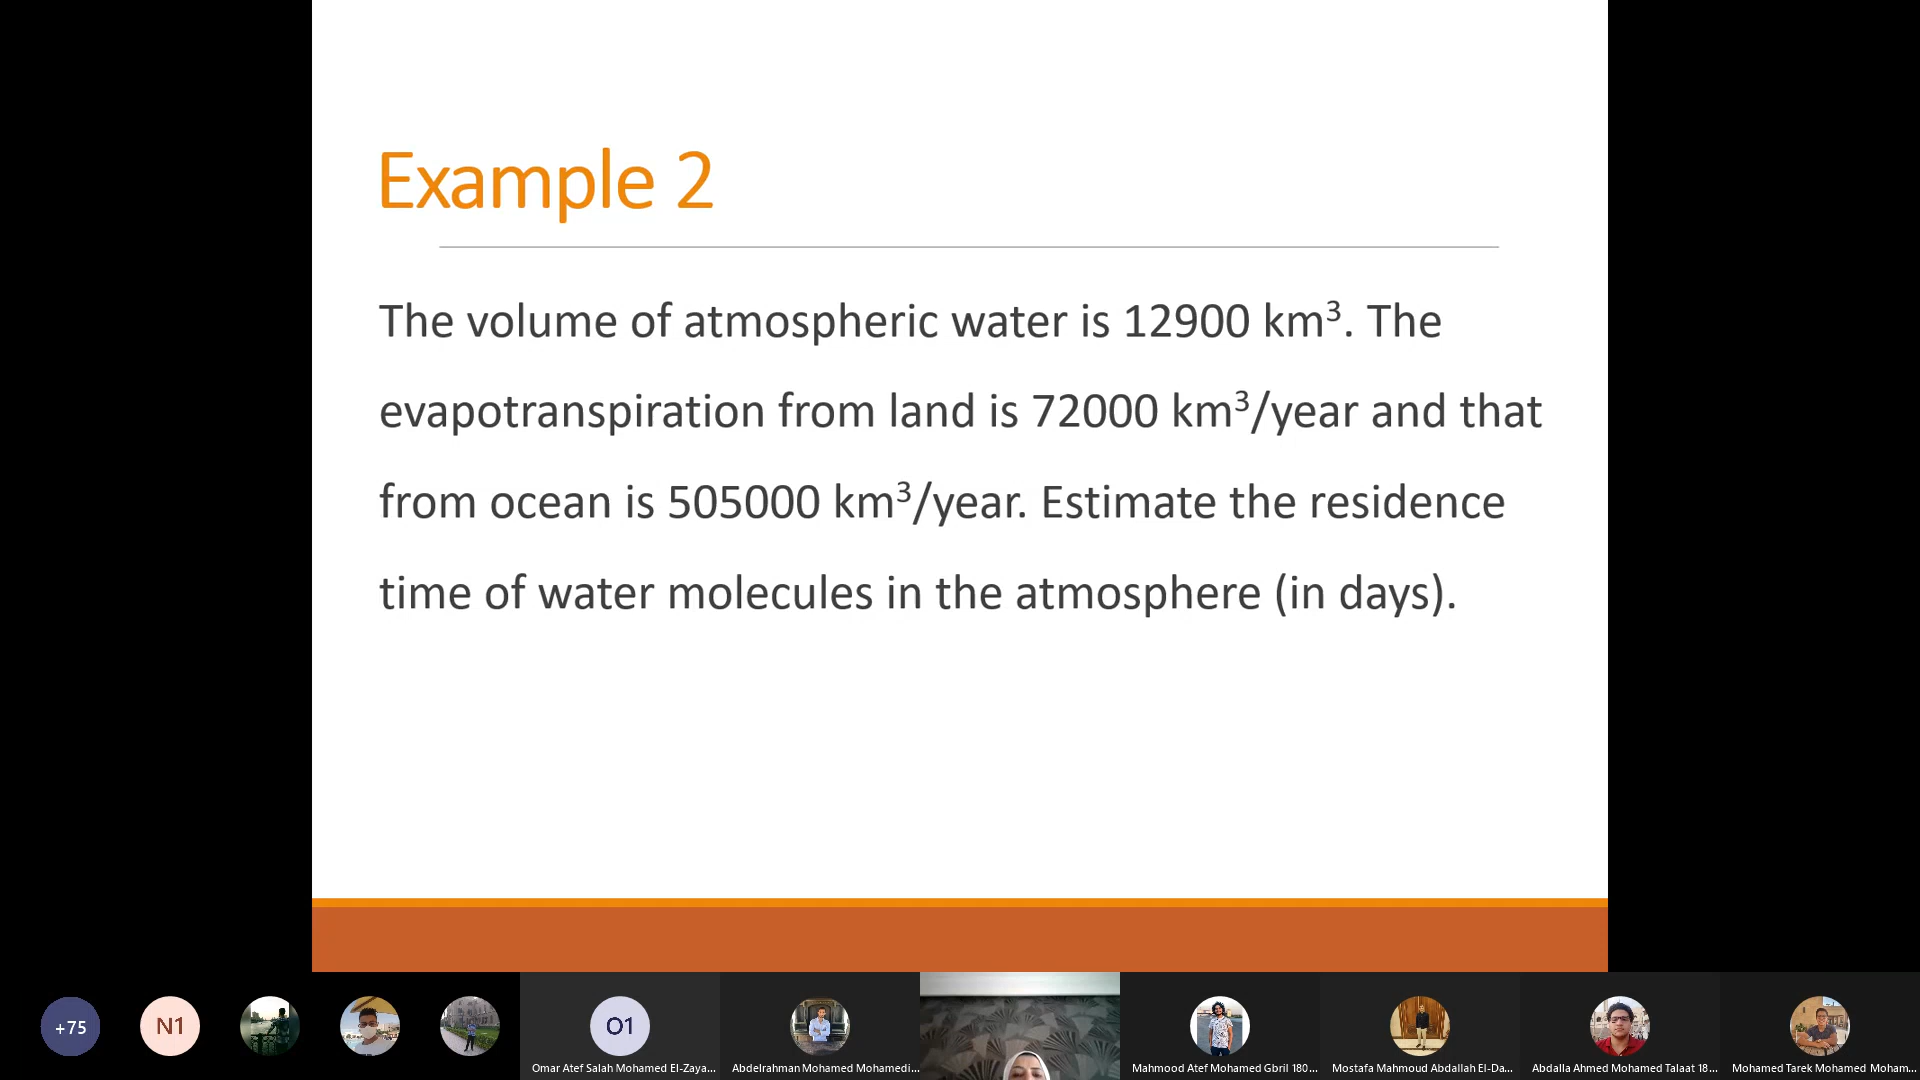 Example 2
The volume of atmospheric water is 12900 km³. The
evapotranspiration from land is 72000 km³/year and that
from ocean is 505000 km³/year. Estimate the residence
time of water molecules in the atmosphere (in days).
+75
N1
O1
Omar Atef Salah Mohamed El-Zaya...
Abdelrahman Mohamed Mohamedi...
Mahmood Atef Mohamed Gbril 180...
Mostafa Mahmoud Abdallah El-Da...
Abdalla Ahmed Mohamed Talaat 18...
Mohamed Tarek Mohamed Moham...